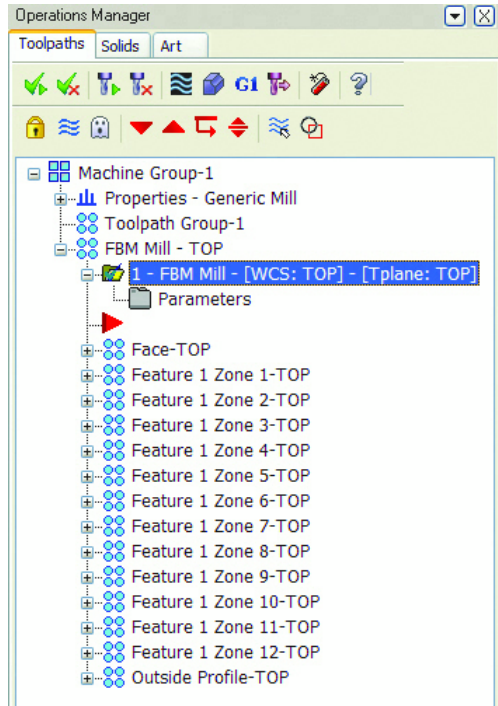 Operations Manager
Toolpaths Solids Art
G1
Machine Group-1
Properties - Generic Mill
Toolpath Group-1
FBM Mill - TOP
1 - FBM Mill - [WCS: TOP] - [Tplane: TOP]
Parameters
Face-TOP
Feature 1 Zone 1-TOP
Feature 1 Zone 2-TOP
Feature 1 Zone 3-TOP
Feature 1 Zone 4-TOP
Feature 1 Zone 5-TOP
Feature 1 Zone 6-TOP
Feature 1 Zone 7-TOP
Feature 1 Zone 8-TOP
Feature 1 Zone 9-TOP
Feature 1 Zone 10-TOP
Feature 1 Zone 11-TOP
Feature 1 Zone 12-TOP
Outside Profile-TOP